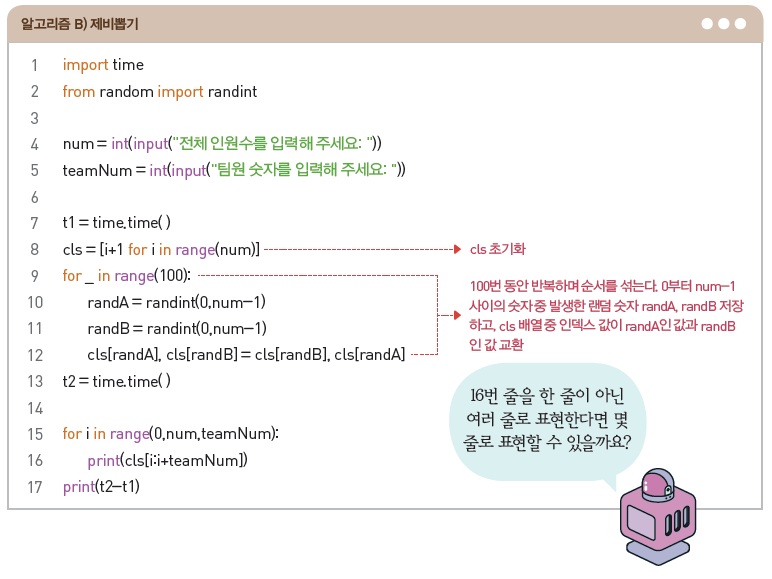 알고리즘 B) 제비뽑기
1 import time
2 from random import randint
3
4 num = int(input("전체 인원수를 입력해 주세요: "))
5 teamNum = int(input("팀원 숫자를 입력해 주세요: "))
6
7 t1 = time.time( )
8 cls = [i+1 for i in range(num)]
cls 초기화
9 for _ in range(100):
10 randA = randint(0,num-1)
11 randB = randint(0,num-1)
12 cls[randA], cls[randB] = cls[randB], cls[randA]
100번 동안 반복하며 순서를 섞는다. 0부터 num-1
사이의 숫자 중 발생한 랜덤 숫자 randA, randB 저장
하고, cls 배열 중 인덱스 값이 randA인 값과 randB
인 값 교환
13 t2 = time.time( )
14
15 for i in range(0,num,teamNum):
16 print(cls[i:i+teamNum])
17 print(t2-t1)
16번 줄을 한 줄이 아닌
여러 줄로 표현한다면 몇
줄로 표현할 수 있을까요?